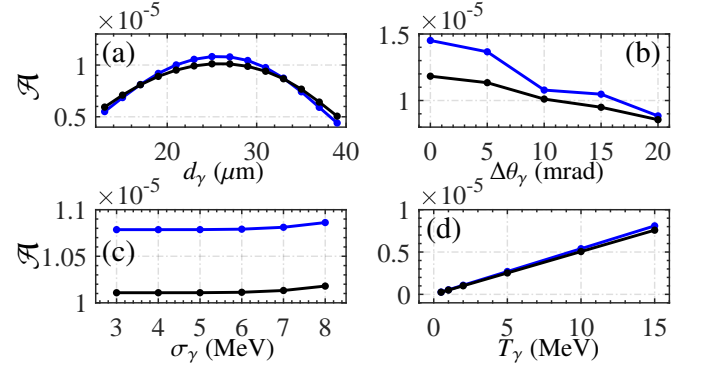 ×10⁻⁵ ×10⁻⁵
(a) (b)
𝒜
1
0.5
1.5
1
20 30 40
0 5 10 15 20
d_γ (μm)
Δθ_γ (mrad)
×10⁻⁵ ×10⁻⁵
(c) (d)
𝒜
1.1
1.05
1
1
0.5
0
3 4 5 6 7 8
0 5 10 15
σ_γ (MeV)
T_γ (MeV)